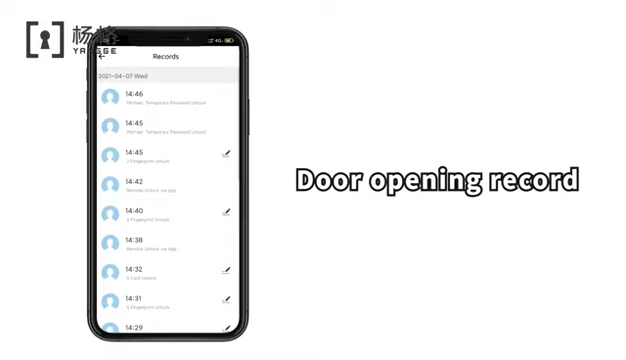 杨格
YANGGE
4G
Records
2021-04-07 Wed
14:46
Michael Temporary Password Unlock
14:45
Michael Temporary Password Unlock
14:45
2 Fingerprint Unlock
14:42
Remote Unlock via App
14:40
5 Fingerprint Unlock
14:38
Remote Unlock via App
14:32
6 Card Unlock
14:31
5 Fingerprint Unlock
14:29
Door opening record